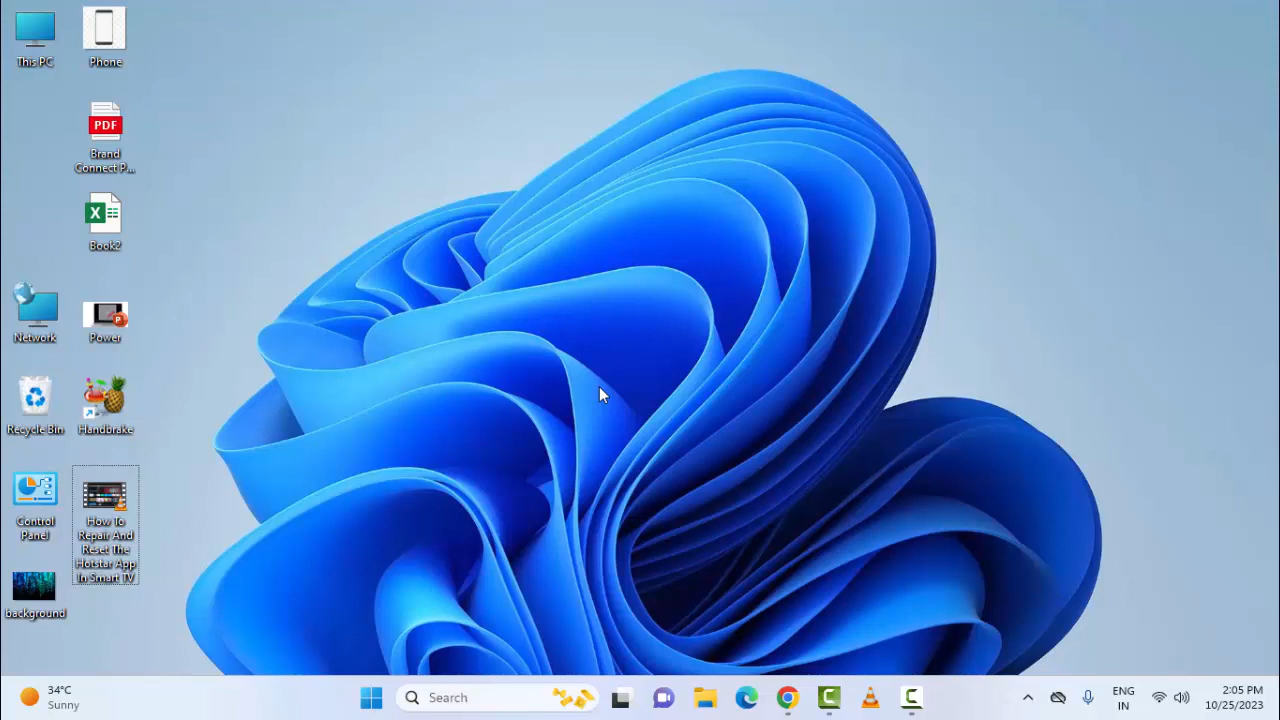 This PC
Phone
PDF
Brand
Connect P...
X
Book2
Network
P
Power
Recycle Bin
Handbrake
Control
Panel
How To
Repair And
Reset The
Hotstar App
In Smart TV
background
34°C
Sunny
Search
ENG
IN
2:05 PM
10/25/2023